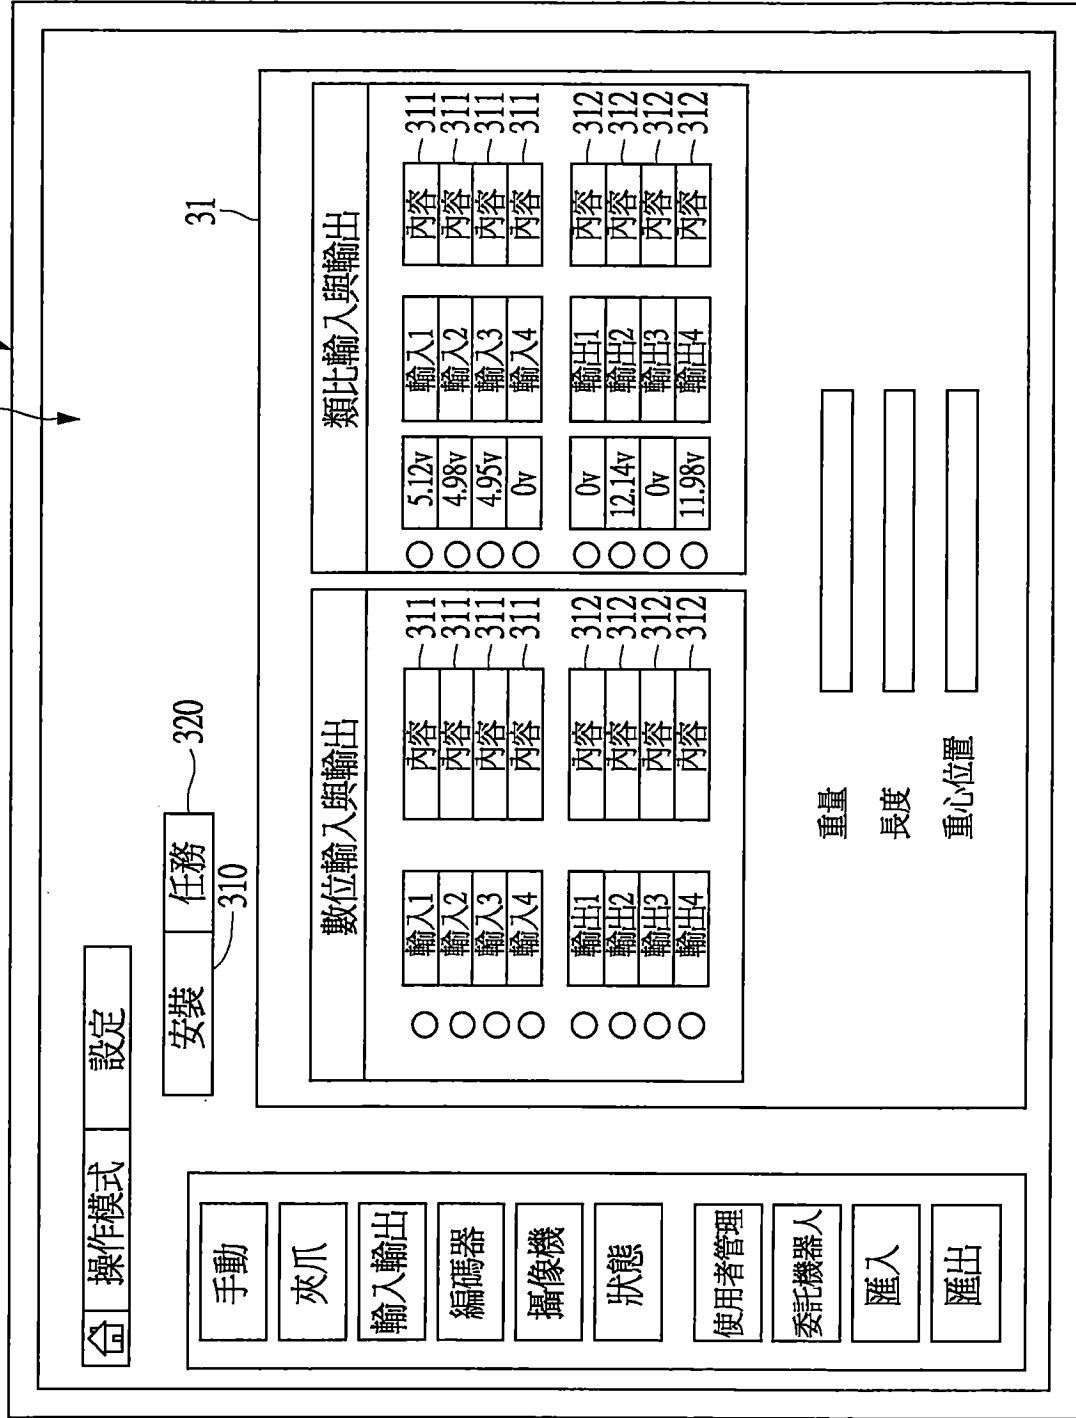 操作模式 設定
安裝 任務 320
310
31
手動
夾爪
輸入輸出
編碼器
攝像機
狀態
使用者管理
委託機器人
匯入
匯出
數位輸入與輸出
輸入1 內容 311
輸入2 內容 311
輸入3 內容 311
輸入4 內容 311
輸出1 內容 312
輸出2 內容 312
輸出3 內容 312
輸出4 內容 312
類比輸入與輸出
5.12v 輸入1 內容 311
4.98v 輸入2 內容 311
4.95v 輸入3 內容 311
0v 輸入4 內容 311
0v 輸出1 內容 312
12.14v 輸出2 內容 312
0v 輸出3 內容 312
11.98v 輸出4 內容 312
重量
長度
重心位置